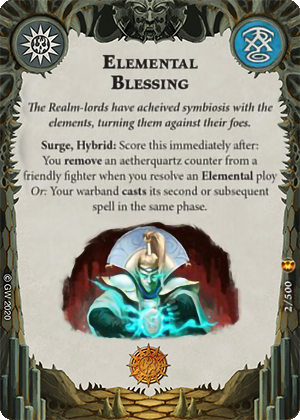 ELEMENTAL
BLESSING
The Realm-lords have acheived symbiosis with the
elements, turning them against their foes.
Surge, Hybrid: Score this immediately after:
You remove an aetherquartz counter from a
friendly fighter when you resolve an Elemental ploy
Or: Your warband casts its second or subsequent
spell in the same phase.
© GW 2020
2/500